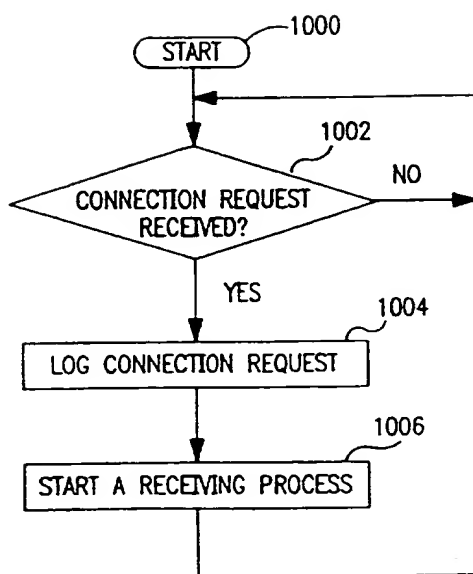 1000
START
1002
CONNECTION REQUEST
RECEIVED?
NO
YES
1004
LOG CONNECTION REQUEST
1006
START A RECEIVING PROCESS